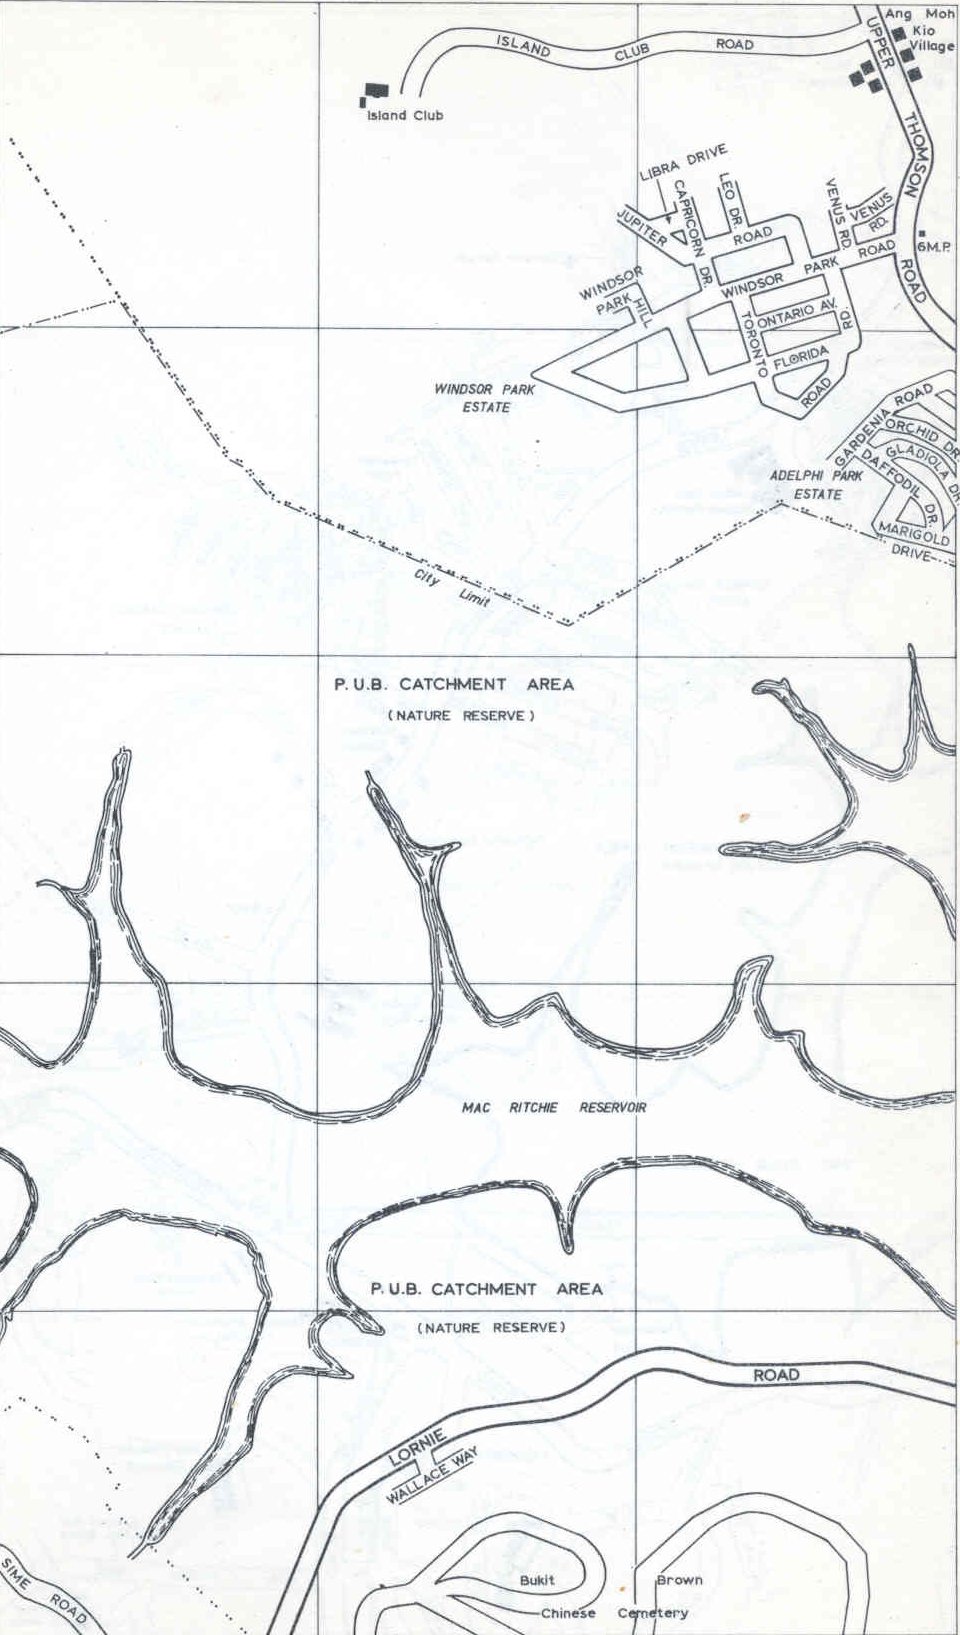 Ang Moh
Kio
Village
ISLAND CLUB ROAD
UPPER THOMSON ROAD
Island Club
LIBRA DRIVE
CAPRICORN DR.
LEO DR.
JUPITER ROAD
VENUS RD.
VENUS
RD.
6M.P.
WINDSOR PARK ROAD
WINDSOR
PARK HILL
ONTARIO AV.
TORONTO RD.
FLORIDA
ROAD
WINDSOR PARK
ESTATE
GARDENIA ROAD
ORCHID DR.
GLADIOLA DR.
DAFFODIL DR.
MARIGOLD
DRIVE
ADELPHI PARK
ESTATE
City Limit
P.U.B. CATCHMENT AREA
(NATURE RESERVE)
MAC RITCHIE RESERVOIR
P.U.B. CATCHMENT AREA
(NATURE RESERVE)
LORNIE ROAD
WALLACE WAY
SIME ROAD
Bukit Brown
Chinese Cemetery